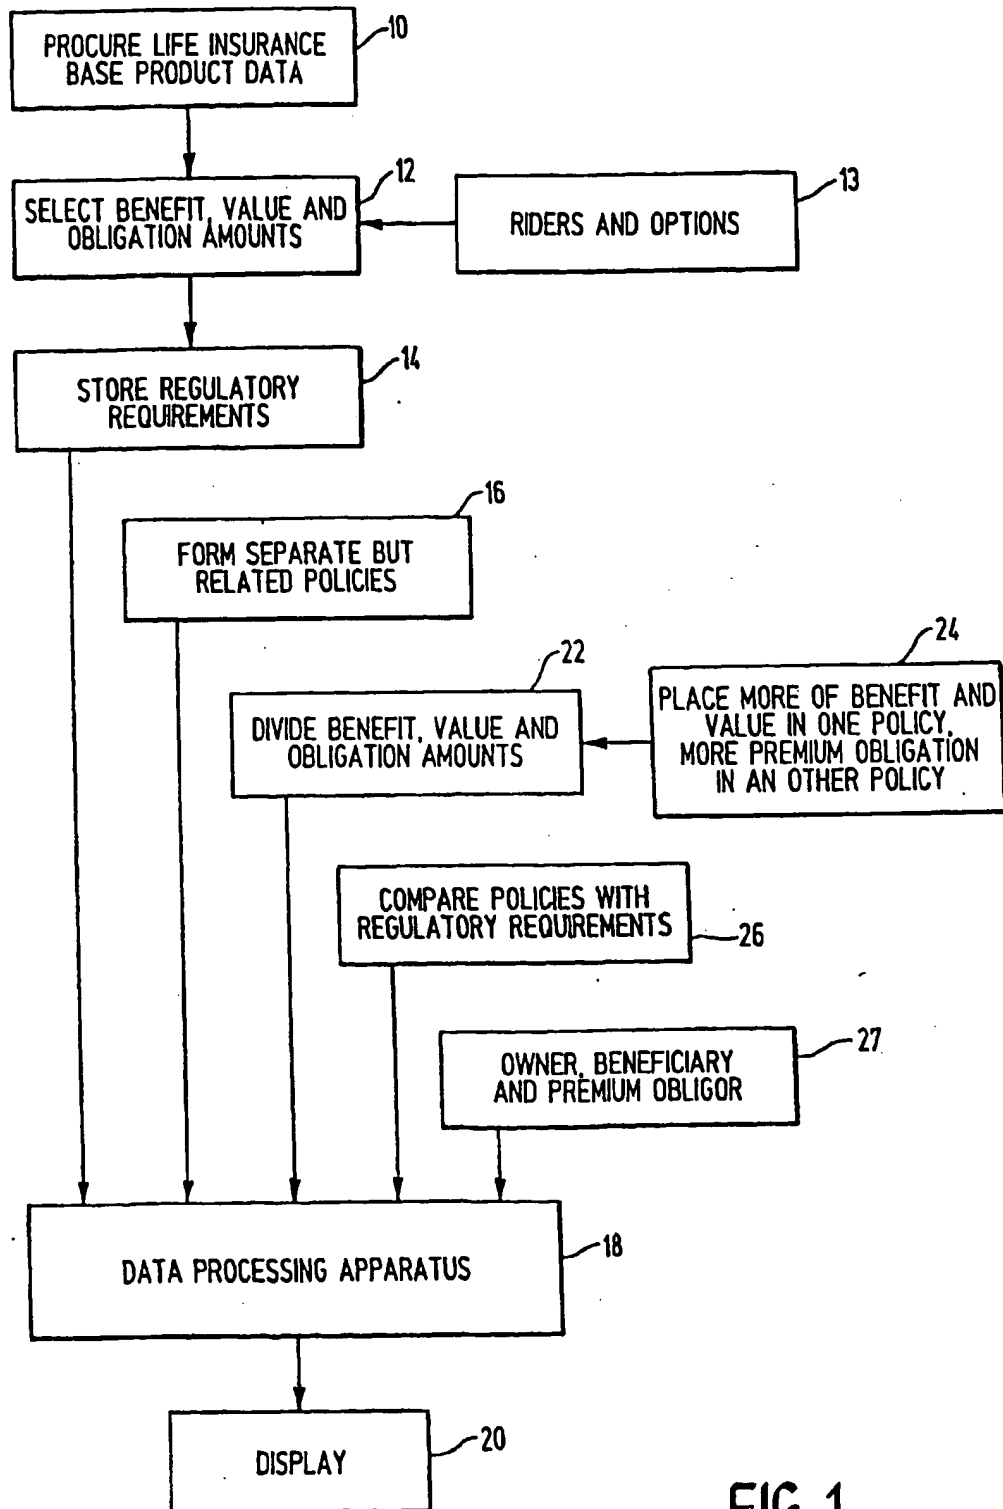 10
PROCURE LIFE INSURANCE
BASE PRODUCT DATA
12
SELECT BENEFIT, VALUE AND
OBLIGATION AMOUNTS
13
RIDERS AND OPTIONS
14
STORE REGULATORY
REQUIREMENTS
16
FORM SEPARATE BUT
RELATED POLICIES
22
DIVIDE BENEFIT, VALUE AND
OBLIGATION AMOUNTS
24
PLACE MORE OF BENEFIT AND
VALUE IN ONE POLICY,
MORE PREMIUM OBLIGATION
IN AN OTHER POLICY
COMPARE POLICIES WITH
REGULATORY REQUIREMENTS
26
27
OWNER, BENEFICIARY
AND PREMIUM OBLIGOR
18
DATA PROCESSING APPARATUS
20
DISPLAY
FIG. 1